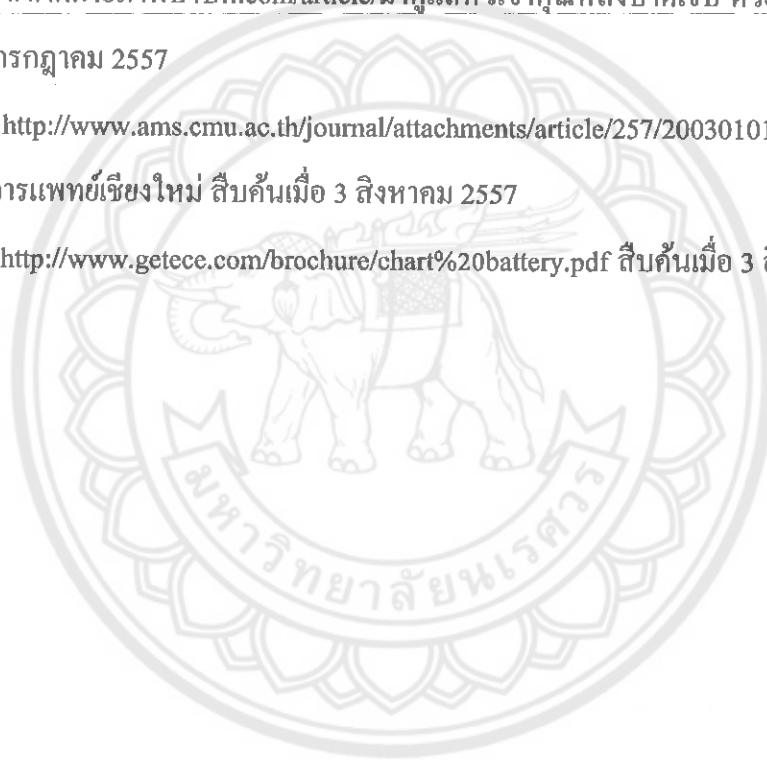 กรกฎาคม 2557
http://www.ams.cmu.ac.th/journal/attachments/article/257/20030101
การแพทย์เชียงใหม่ สืบค้นเมื่อ 3 สิงหาคม 2557
http://www.getece.com/brochure/chart%20battery.pdf สืบค้นเมื่อ 3
มหาวิทยาลัยนเรศวร